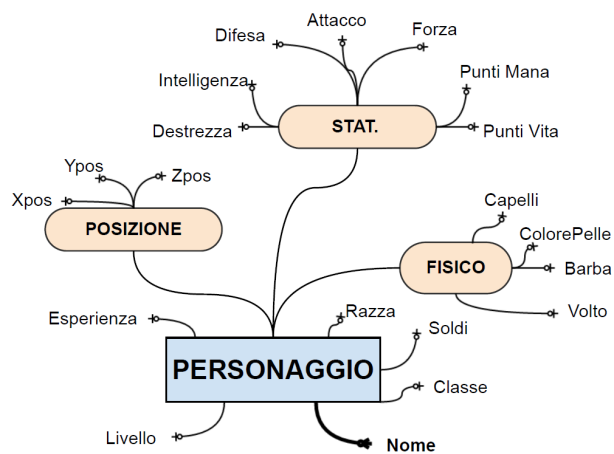 Attacco
Difesa
Forza
Intelligenza
Punti Mana
STAT.
Destrezza
Punti Vita
Ypos
Zpos
Xpos
Capelli
POSIZIONE
ColorePelle
FISICO
Barba
Volto
Esperienza
Razza
Soldi
PERSONAGGIO
Classe
Livello
Nome